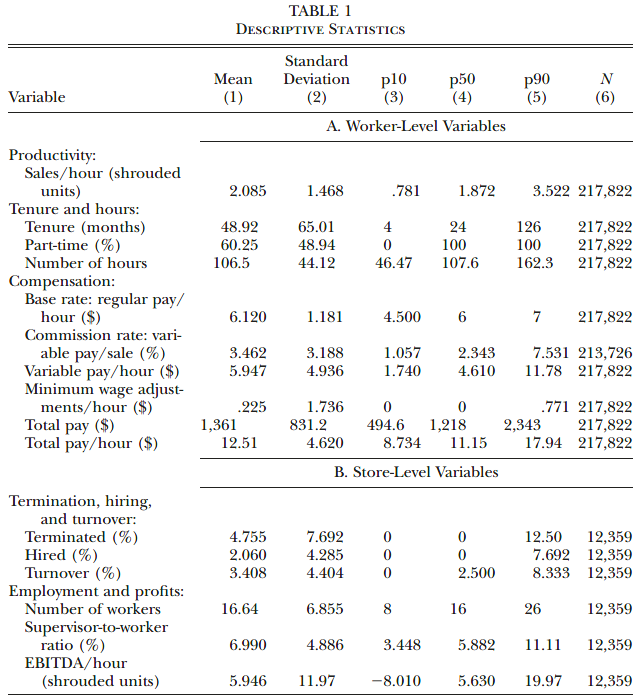 TABLE 1
Descriptive Statistics
Variable Mean (1) Standard Deviation (2) p10 (3) p50 (4) p90 (5) N (6)
A. Worker-Level Variables
Productivity:
Sales/hour (shrouded
units) 2.085 1.468 .781 1.872 3.522 217,822
Tenure and hours:
Tenure (months) 48.92 65.01 4 24 126 217,822
Part-time (%) 60.25 48.94 0 100 100 217,822
Number of hours 106.5 44.12 46.47 107.6 162.3 217,822
Compensation:
Base rate: regular pay/
hour ($) 6.120 1.181 4.500 6 7 217,822
Commission rate: vari-
able pay/sale (%) 3.462 3.188 1.057 2.343 7.531 213,726
Variable pay/hour ($) 5.947 4.936 1.740 4.610 11.78 217,822
Minimum wage adjust-
ments/hour ($) .225 1.736 0 0 .771 217,822
Total pay ($) 1,361 831.2 494.6 1,218 2,343 217,822
Total pay/hour ($) 12.51 4.620 8.734 11.15 17.94 217,822
B. Store-Level Variables
Termination, hiring,
and turnover:
Terminated (%) 4.755 7.692 0 0 12.50 12,359
Hired (%) 2.060 4.285 0 0 7.692 12,359
Turnover (%) 3.408 4.404 0 2.500 8.333 12,359
Employment and profits:
Number of workers 16.64 6.855 8 16 26 12,359
Supervisor-to-worker
ratio (%) 6.990 4.886 3.448 5.882 11.11 12,359
EBITDA/hour
(shrouded units) 5.946 11.97 −8.010 5.630 19.97 12,359